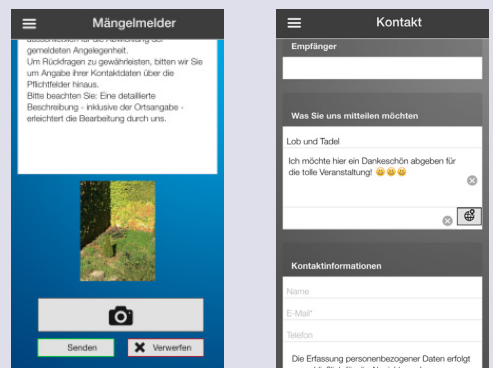 Mängelmelder
gemeldeten Angelegenheit.
Um Rückfragen zu gewährleisten, bitten wir Sie
um Angabe ihrer Kontaktdaten über die
Pflichtfelder hinaus.
Bitte beachten Sie: Eine detaillierte
Beschreibung - inklusive der Ortsangabe -
erleichtert die Bearbeitung durch uns.
Senden
Verwerfen
Kontakt
Empfänger
Was Sie uns mitteilen möchten
Lob und Tadel
Ich möchte hier ein Dankeschön abgeben für
die tolle Veranstaltung! 😀 😀 😀
Kontaktinformationen
Name
E-Mail*
Telefon
Die Erfassung personenbezogener Daten erfolgt